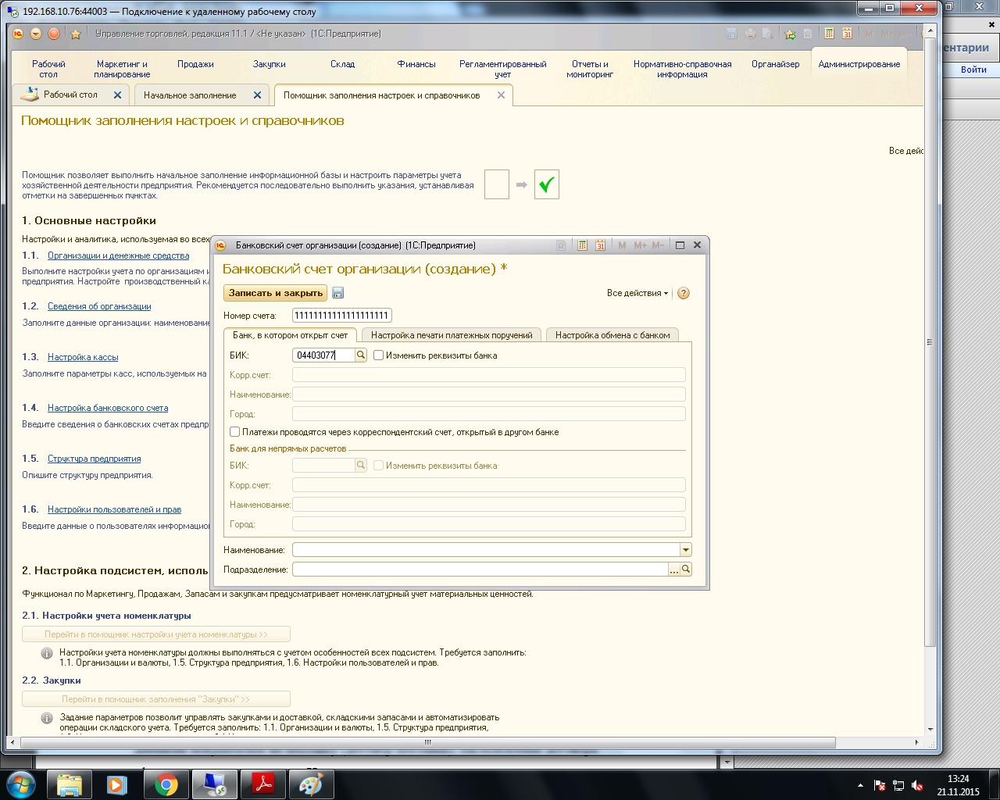 192.168.10.76:44003 — Подключение к удаленному рабочему столу
Управление торговлей, редакция 11.1 / <Не указан> (1С:Предприятие)
Рабочий стол
Маркетинг и планирование
Продажи
Закупки
Склад
Финансы
Регламентированный учет
Отчеты и мониторинг
Нормативно-справочная информация
Органайзер
Администрирование
ентарии
Войти
Рабочий стол
Начальное заполнение
Помощник заполнения настроек и справочников
Помощник заполнения настроек и справочников
Все дейс
Помощник позволяет выполнить начальное заполнение информационной базы и настроить параметры учета
хозяйственной деятельности предприятия. Рекомендуется последовательно выполнить указания, устанавливая
отметки на завершенных пунктах.
1. Основные настройки
Настройки и аналитика, используемая во всех
1.1. Организации и денежные средства
Выполните настройки учета по организациям и
предприятия. Настройте производственный ка
1.2. Сведения об организации
Заполните данные организации: наименование
1.3. Настройка кассы
Заполните параметры касс, используемых на
1.4. Настройка банковского счета
Введите сведения о банковских счетах предпр
1.5. Структура предприятия
Опишите структуру предприятия.
1.6. Настройки пользователей и прав
Введите данные о пользователях информацион
2. Настройка подсистем, исполь
Функционал по Маркетингу, Продажам, Запасам и закупкам предусматривает номенклатурный учет материальных ценностей.
2.1. Настройки учета номенклатуры
Перейти в помощник настройки учета номенклатуры >>
Настройки учета номенклатуры должны выполняться с учетом особенностей всех подсистем. Требуется заполнить:
1.1. Организации и валюты, 1.5. Структура предприятия, 1.6. Настройки пользователей и прав.
2.2. Закупки
Перейти в помощник заполнения "Закупки" >>
Задание параметров позволит управлять закупками и доставкой, складскими запасами и автоматизировать
операции складского учета. Требуется заполнить: 1.1. Организации и валюты, 1.5. Структура предприятия,
Банковский счет организации (создание) (1С:Предприятие)
M M+ M-
Банковский счет организации (создание) *
Записать и закрыть
Все действия
Номер счета: 11111111111111111111
Банк, в котором открыт счет
Настройка печати платежных поручений
Настройка обмена с банком
БИК: 04403077
Изменить реквизиты банка
Корр.счет:
Наименование:
Город:
Платежи проводятся через корреспондентский счет, открытый в другом банке
Банк для непрямых расчетов
БИК:
Изменить реквизиты банка
Корр.счет:
Наименование:
Город:
Наименование:
Подразделение:
13:24
21.11.2015